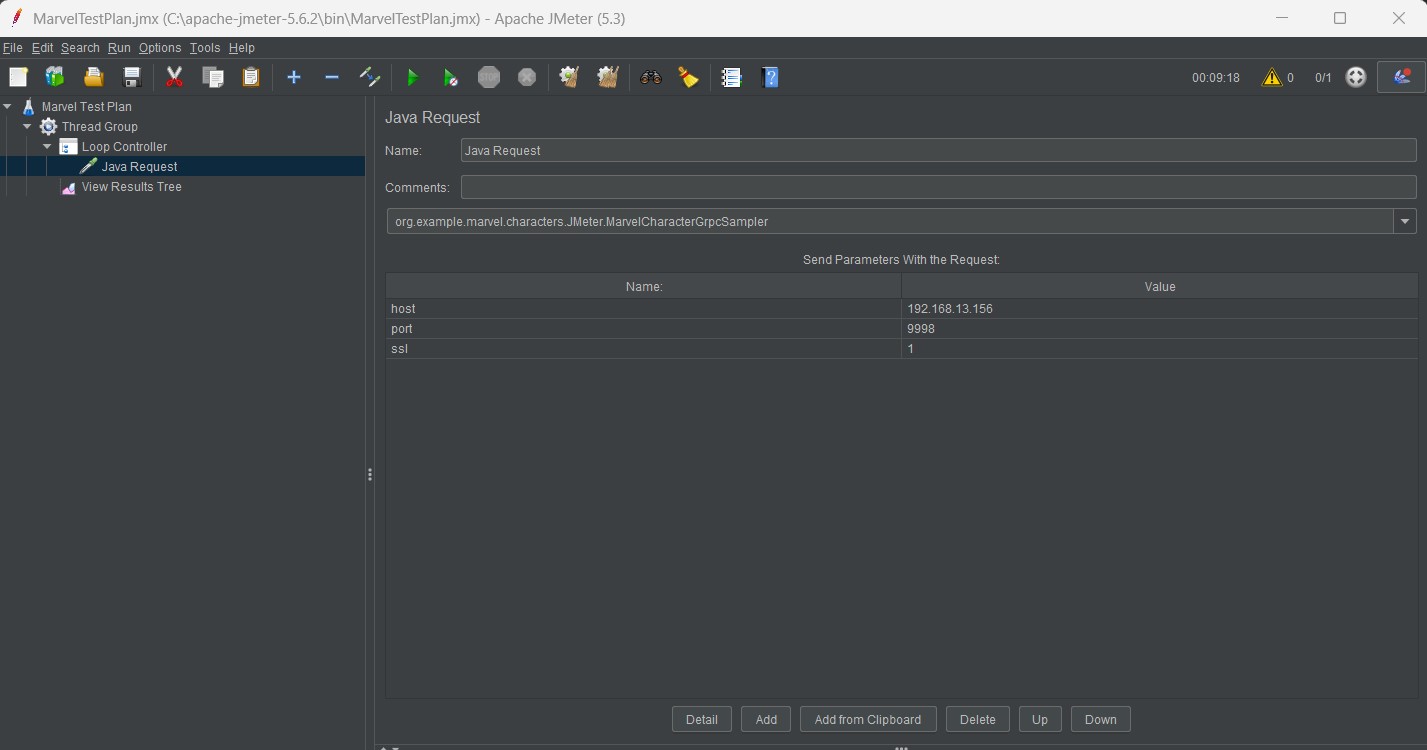 MarvelTestPlan.jmx (C:\apache-jmeter-5.6.2\bin\MarvelTestPlan.jmx) - Apache JMeter (5.3)
File Edit Search Run Options Tools Help
STOP 00:09:18 0 0/1
Marvel Test Plan
Thread Group
Loop Controller
Java Request
View Results Tree
Java Request
Name: Java Request
Comments:
org.example.marvel.characters.JMeter.MarvelCharacterGrpcSampler
Send Parameters With the Request:
Name: Value
host 192.168.13.156
port 9998
ssl 1
Detail Add Add from Clipboard Delete Up Down